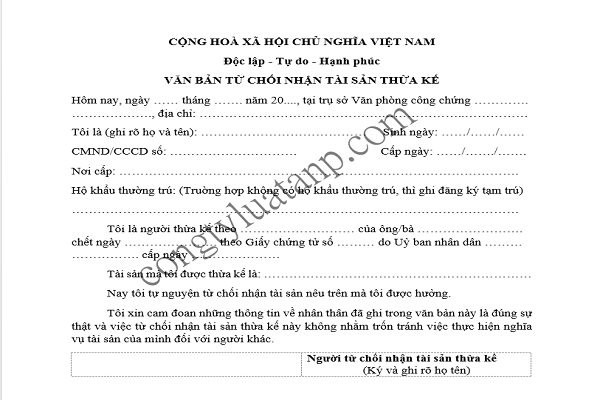 CỘNG HOÀ XÃ HỘI CHỦ NGHĨA VIỆT NAM
Độc lập - Tự do - Hạnh phúc
VĂN BẢN TỪ CHỐI NHẬN TÀI SẢN THỪA KẾ
Hôm nay, ngày …… tháng ……. năm 20...., tại trụ sở Văn phòng công chứng ……………
…………………, địa chỉ: ………………………………………………………………………
Tôi là (ghi rõ họ và tên): ………………………………… Sinh ngày: ……/……/……
CMND/CCCD số: ………………………………… Cấp ngày: ……/……/……
Nơi cấp: …………………………………………………………………………………
Hộ khẩu thường trú: (Trường hợp không có hộ khẩu thường trú, thì ghi đăng ký tạm trú)
……………………………………………………………………………………………
Tôi là người thừa kế theo …………………… của ông/bà ……………………
chết ngày ………………… theo Giấy chứng tử số ……… do Uỷ ban nhân dân ………
……………… cấp ngày ……………………
Tài sản mà tôi được thừa kế là: ………………………………………………
Nay tôi tự nguyện từ chối nhận tài sản nêu trên mà tôi được hưởng.
Tôi xin cam đoan những thông tin về nhân thân đã ghi trong văn bản này là đúng sự
thật và việc từ chối nhận tài sản thừa kế này không nhằm trốn tránh việc thực hiện nghĩa
vụ tài sản của mình đối với người khác.
Người từ chối nhận tài sản thừa kế
(Ký và ghi rõ họ tên)
congtyluatanp.com